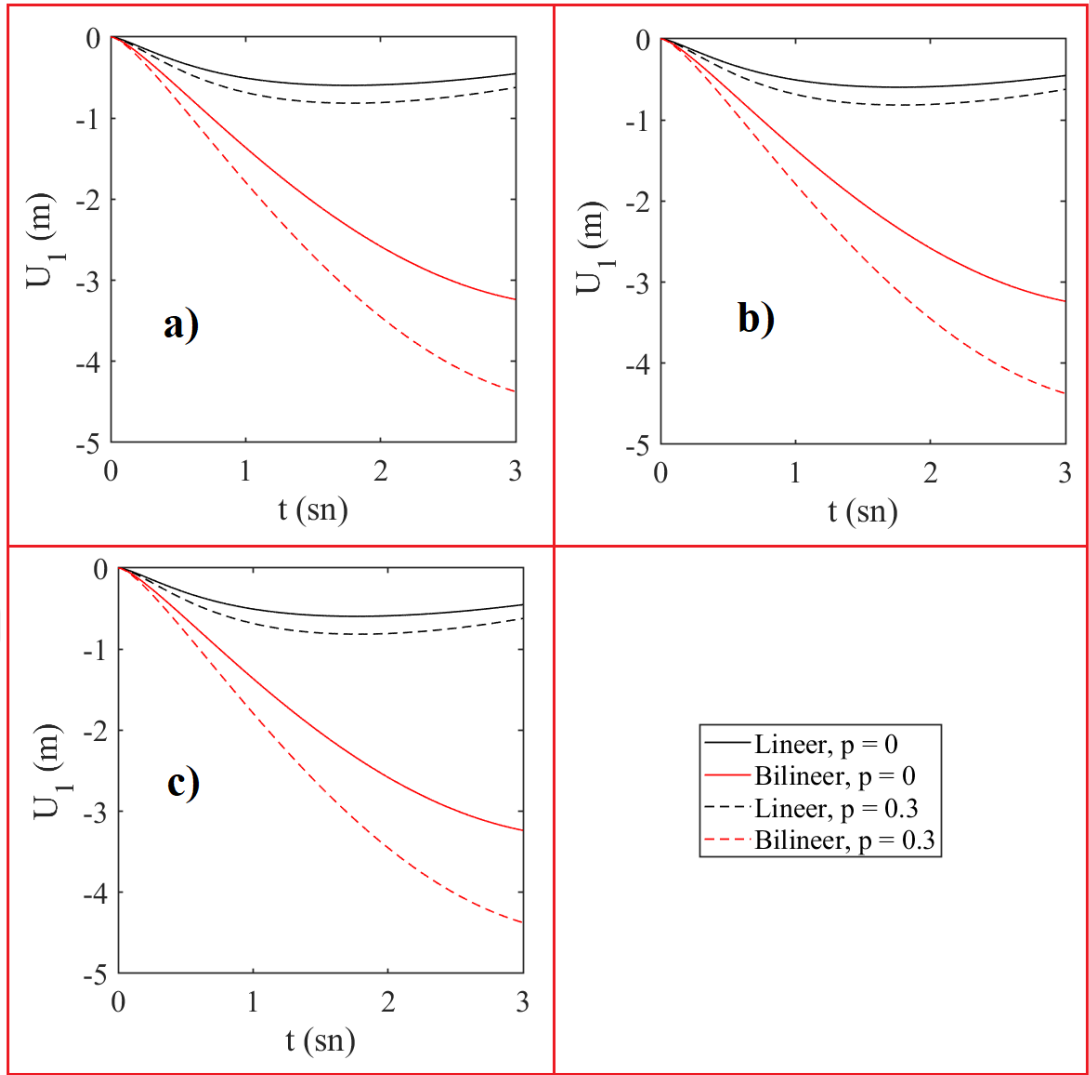 0
-1
-2
-3
-4
-5
U1 (m)
a)
0 1 2 3
t (sn)
0
-1
-2
-3
-4
-5
U1 (m)
b)
0 1 2 3
t (sn)
0
-1
-2
-3
-4
-5
U1 (m)
c)
0 1 2 3
t (sn)
Lineer, p = 0
Bilineer, p = 0
Lineer, p = 0.3
Bilineer, p = 0.3